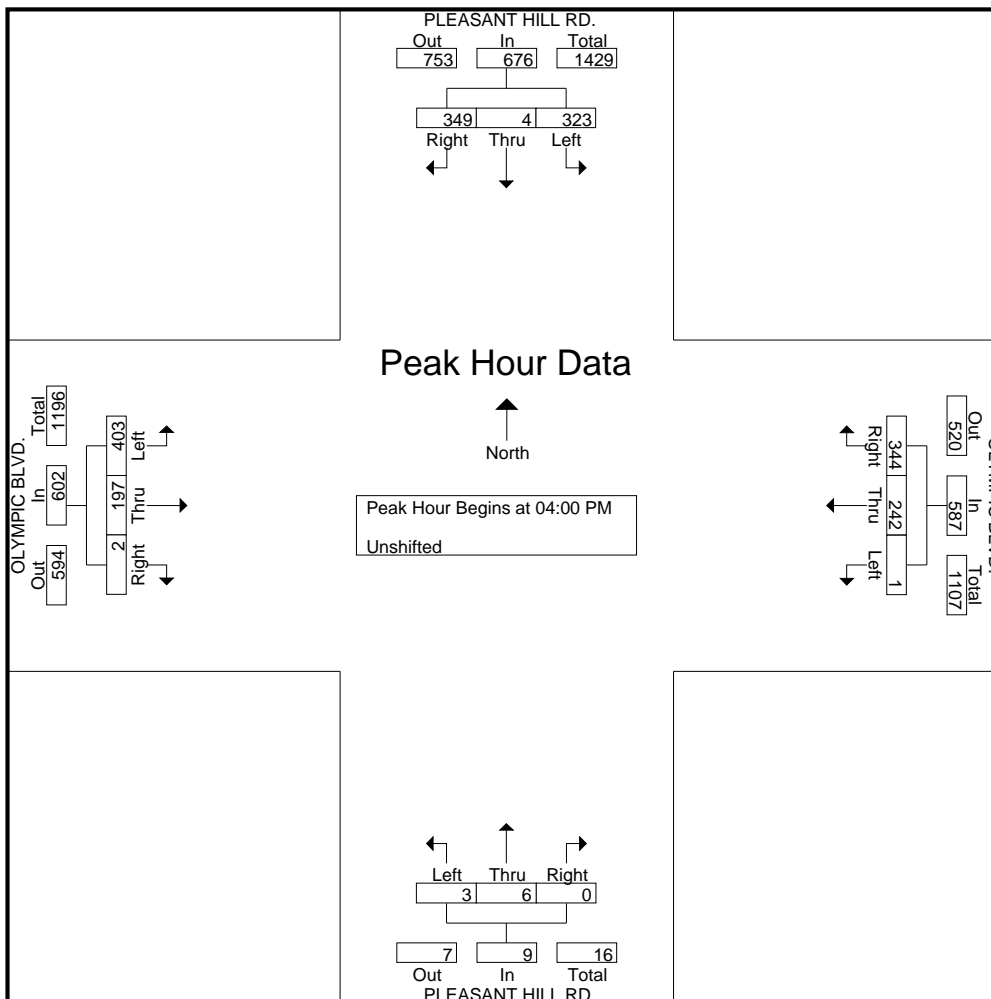 PLEASANT HILL RD.
Out In Total
753 676 1429
349 4 323
Right Thru Left
Peak Hour Data
North
Peak Hour Begins at 04:00 PM
Unshifted
OLYMPIC BLVD.
Out In Total
594 602 1196
Right Thru Left
2 197 403
Out In Total
520 587 1107
344 242 1
Right Thru Left
Left Thru Right
3 6 0
7 9 16
Out In Total
PLEASANT HILL RD.